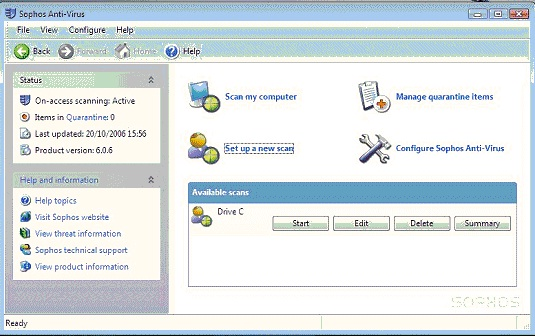 Sophos Anti-Virus
File View Configure Help
Back Forward Home Help
Status
On-access scanning: Active
Items in Quarantine: 0
Last updated: 20/10/2006 15:56
Product version: 6.0.6
Help and information
Help topics
Visit Sophos website
View threat information
Sophos technical support
View product information
Scan my computer
Manage quarantine items
Set up a new scan
Configure Sophos Anti-Virus
Available scans
Drive C
Start Edit Delete Summary
SOPHOS
Ready